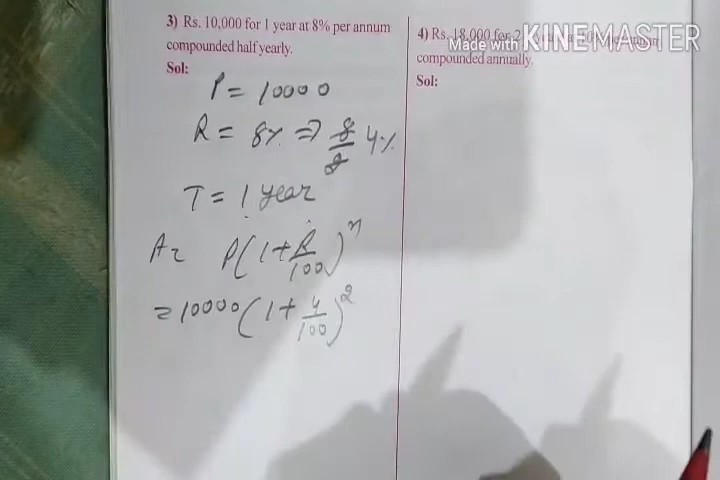 3) Rs. 10,000 for 1 year at 8% per annum
compounded half yearly.
Sol:
P = 10000
R = 8% ⇒ 8/2 4%
T = 1 year
A = P(1+R/100)^n
= 10000(1+4/100)^2
4) Rs. 18,000 for 2
compounded annually.
Sol:
Made with KINEMASTER